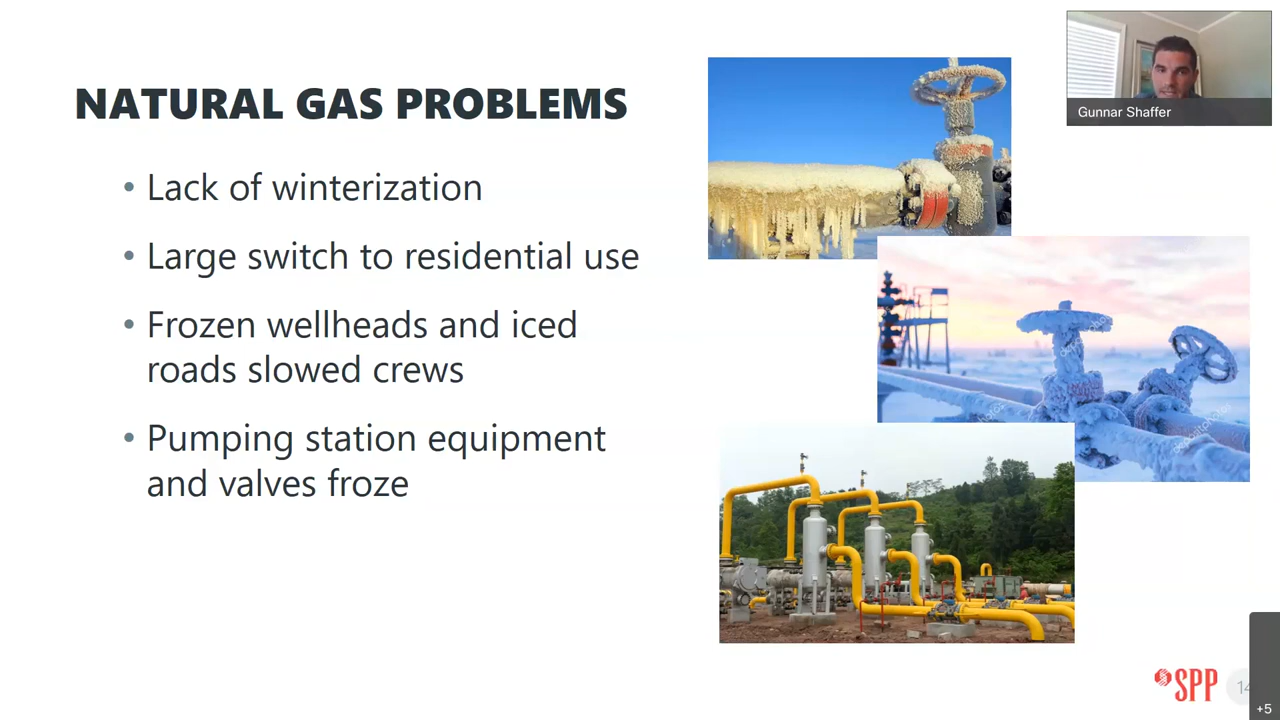 NATURAL GAS PROBLEMS
• Lack of winterization
• Large switch to residential use
• Frozen wellheads and iced
roads slowed crews
• Pumping station equipment
and valves froze
Gunnar Shaffer
SPP
14
+5